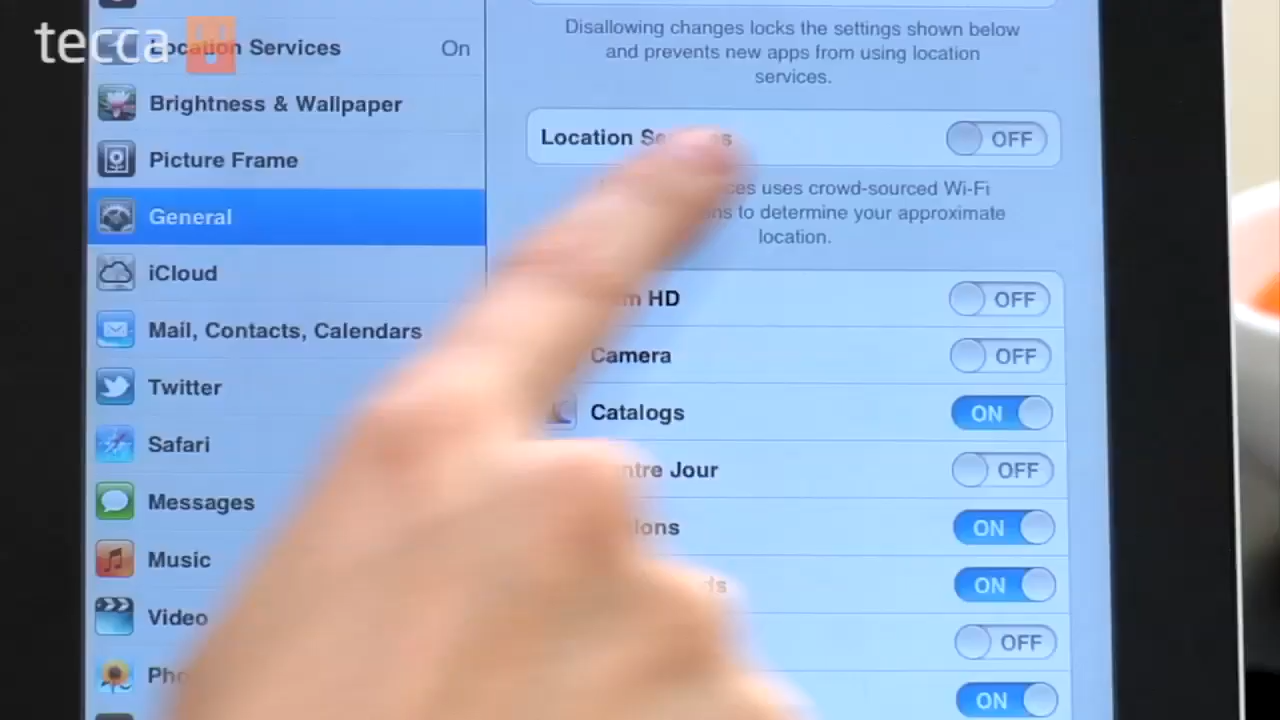 tecca
Location Services On
Brightness & Wallpaper
Picture Frame
General
iCloud
Mail, Contacts, Calendars
Twitter
Safari
Messages
Music
Video
Disallowing changes locks the settings shown below
and prevents new apps from using location
services.
Location OFF
uses crowd-sourced Wi-Fi
to determine your approximate
location.
HD OFF
Camera OFF
Catalogs ON
Jour OFF
ON
ON
OFF
ON